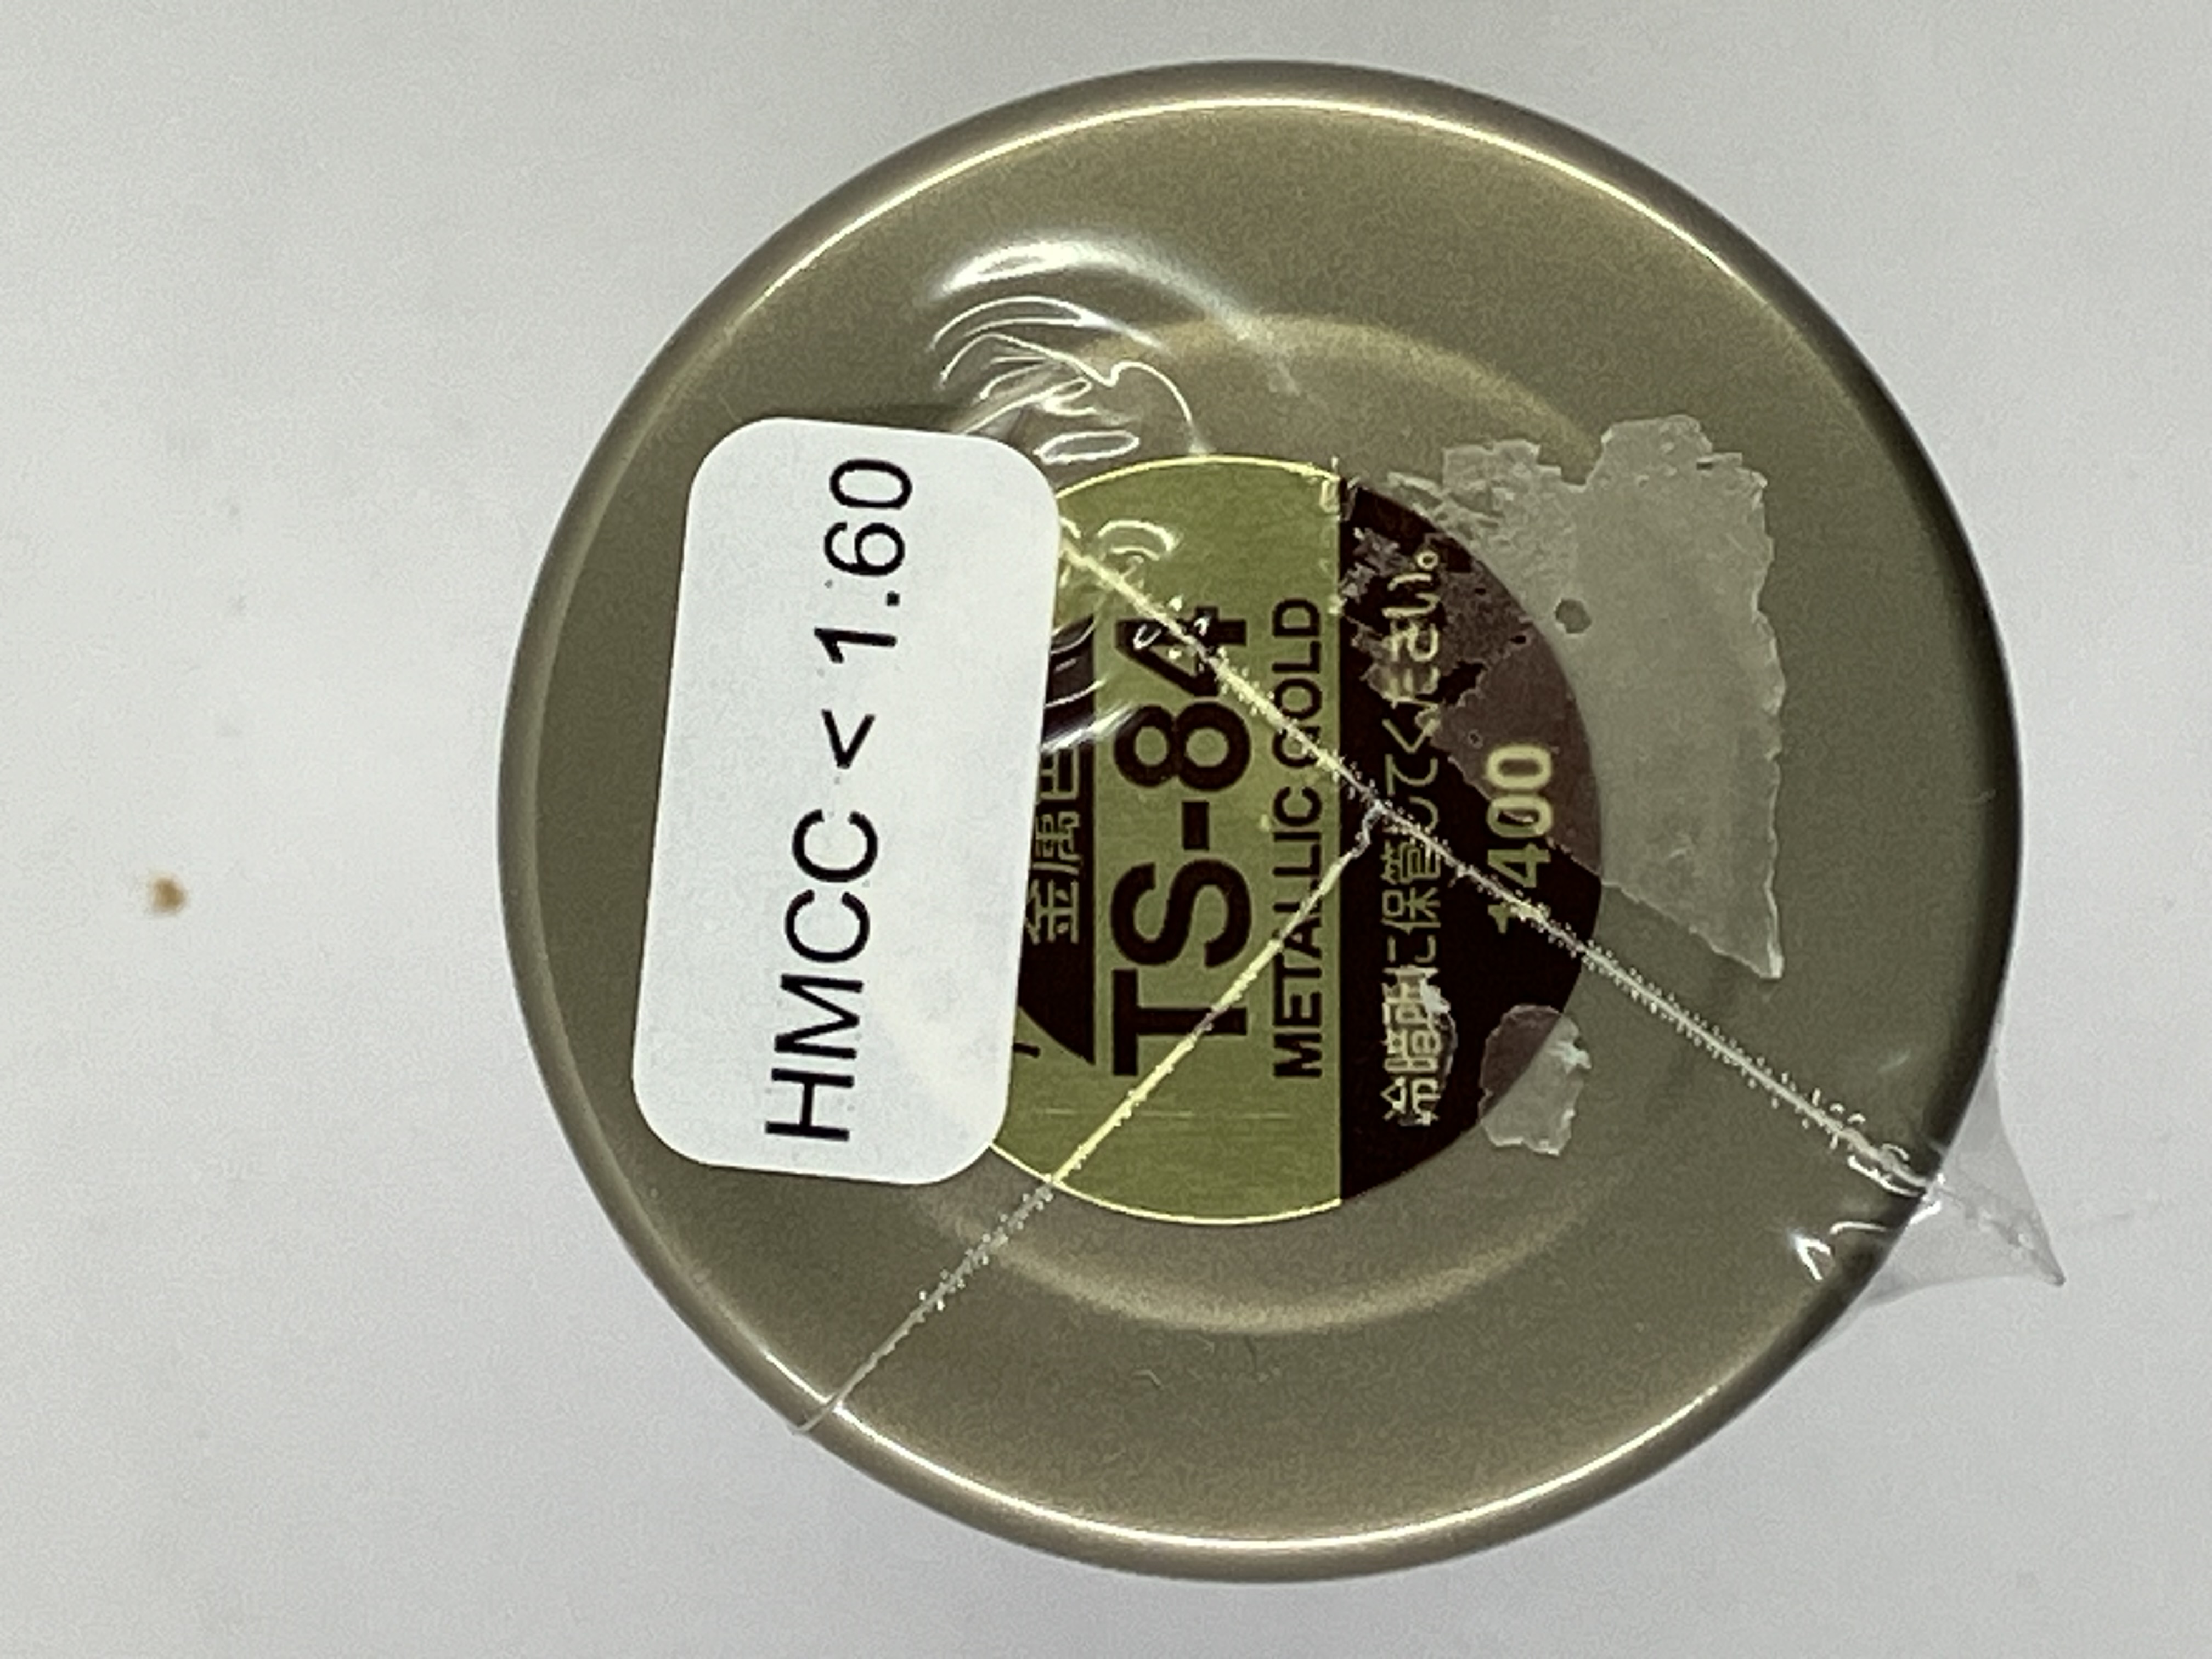 HMCC < 1.60
金属色
TS-84
METALLIC GOLD
冷暗所に保管してください。
1400